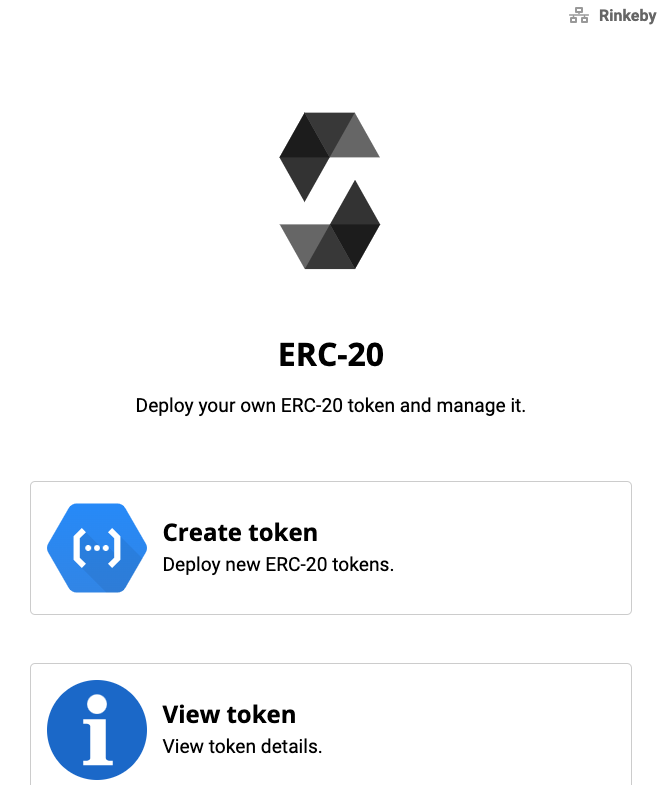 Rinkeby
ERC-20
Deploy your own ERC-20 token and manage it.
Create token
Deploy new ERC-20 tokens.
View token
View token details.